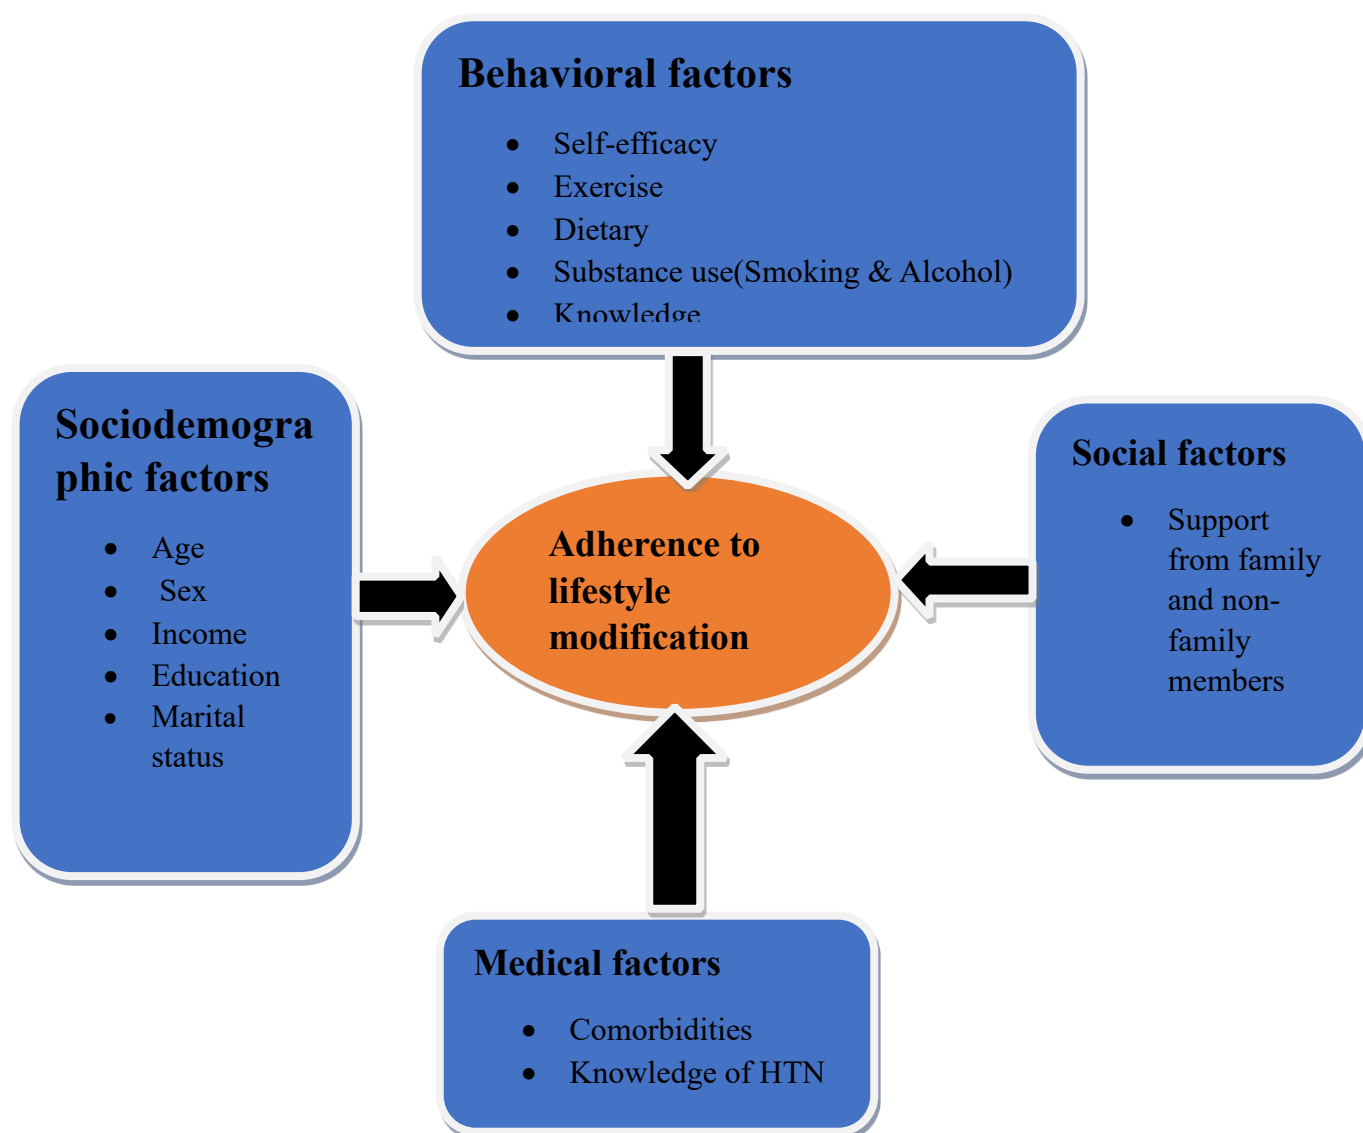 Behavioral factors
• Self-efficacy
• Exercise
• Dietary
• Substance use(Smoking & Alcohol)
• Knowledge
Sociodemogra
phic factors
• Age
• Sex
• Income
• Education
• Marital
status
Adherence to
lifestyle
modification
Social factors
• Support
from family
and non-
family
members
Medical factors
• Comorbidities
• Knowledge of HTN